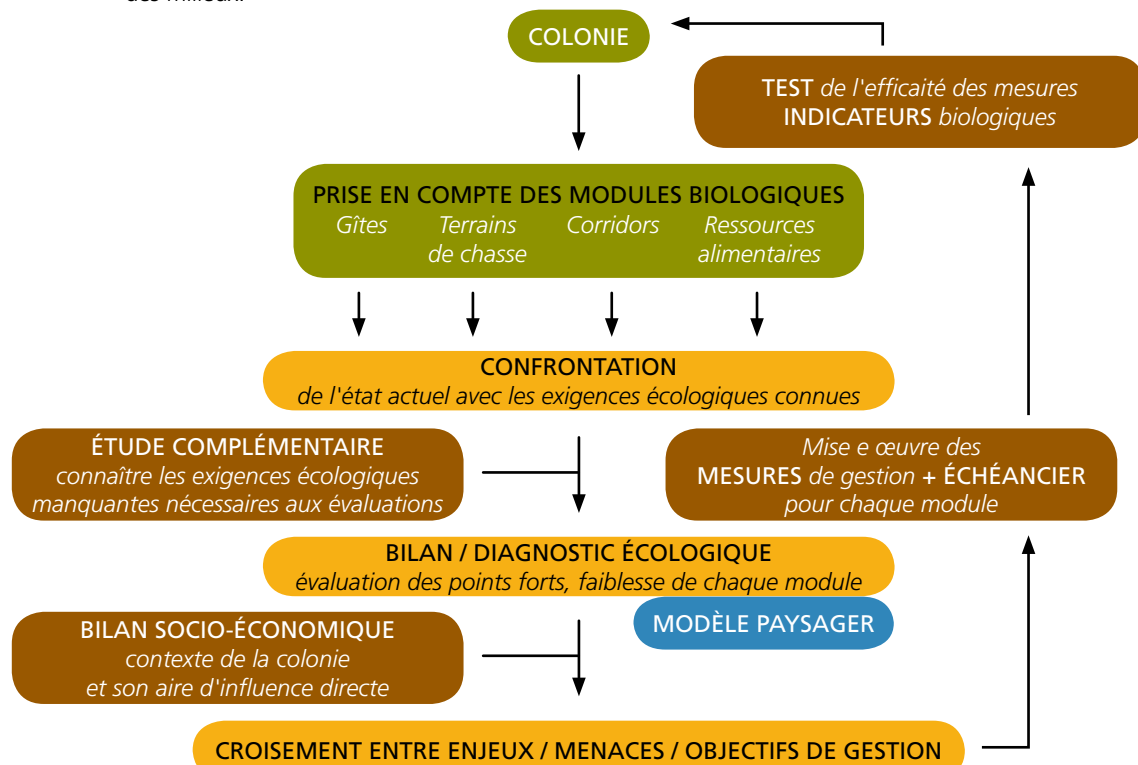 des milieux.
COLONIE
TEST de l'efficaité des mesures
INDICATEURS biologiques
PRISE EN COMPTE DES MODULES BIOLOGIQUES
Gîtes Terrains Corridors Ressources
de chasse alimentaires
CONFRONTATION
de l'état actuel avec les exigences écologiques connues
ÉTUDE COMPLÉMENTAIRE
connaître les exigences écologiques
manquantes nécessaires aux évaluations
Mise e œuvre des
MESURES de gestion + ÉCHÉANCIER
pour chaque module
BILAN / DIAGNOSTIC ÉCOLOGIQUE
évaluation des points forts, faiblesse de chaque module
MODÈLE PAYSAGER
BILAN SOCIO-ÉCONOMIQUE
contexte de la colonie
et son aire d'influence directe
CROISEMENT ENTRE ENJEUX / MENACES / OBJECTIFS DE GESTION